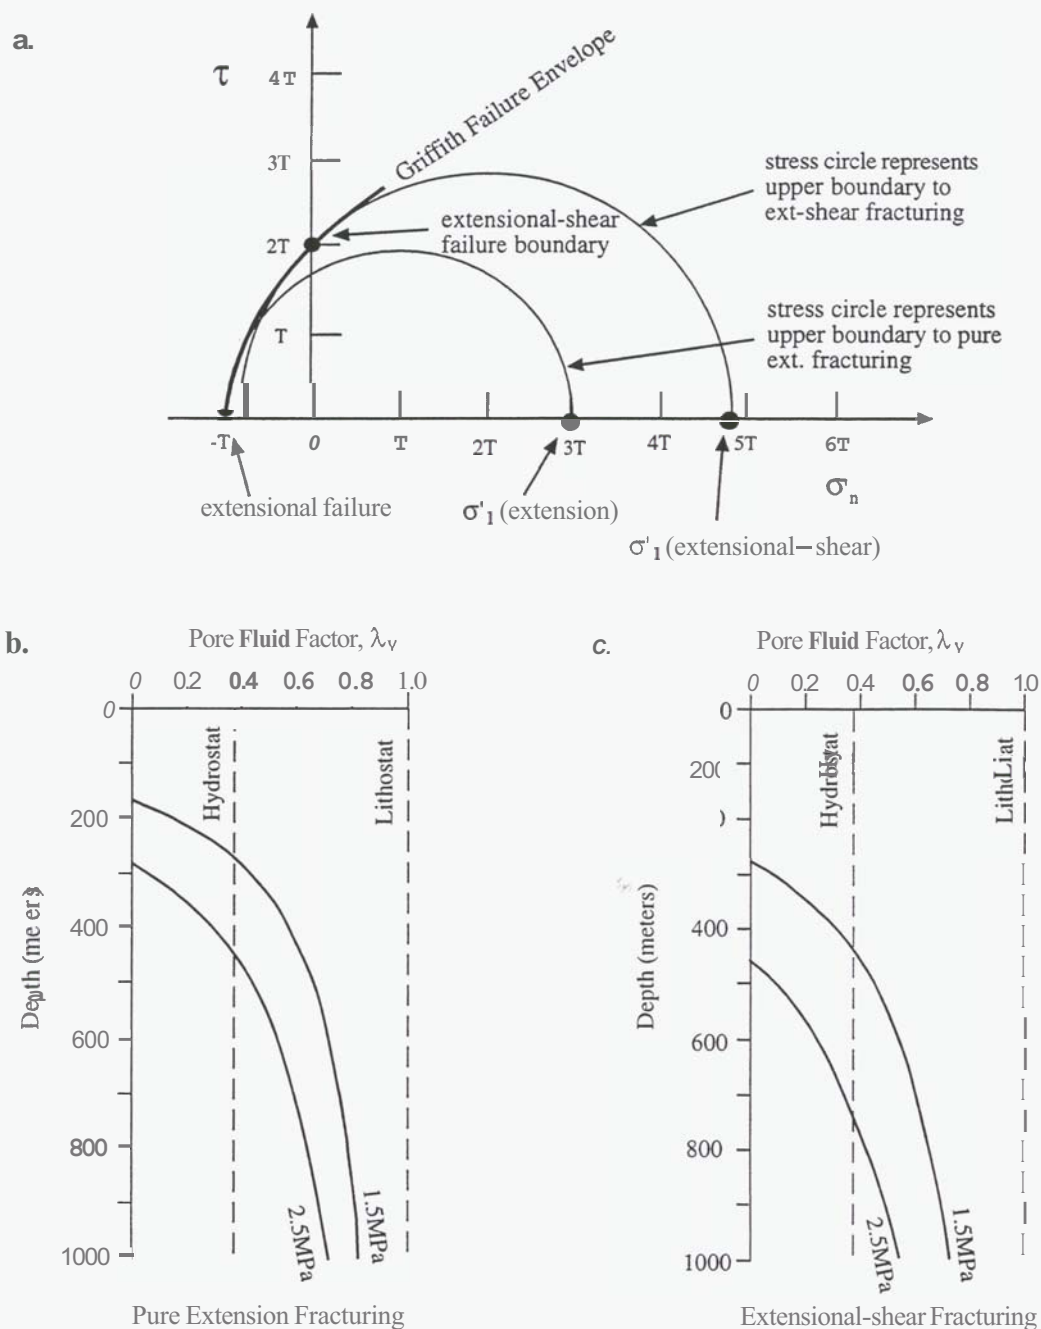 a.
τ
4T
3T
2T
T
Griffith Failure Envelope
extensional-shear
failure boundary
stress circle represents
upper boundary to
ext-shear fracturing
stress circle represents
upper boundary to pure
ext. fracturing
-T 0 T 2T 3T 4T 5T 6T
σn
extensional failure
σ'1 (extension)
σ'1 (extensional–shear)
b.
Pore Fluid Factor, λv
0 0.2 0.4 0.6 0.8 1.0
0
200
400
600
800
1000
Depth (me ers)
Hydrostat
Lithostat
2.5MPa
1.5MPa
Pure Extension Fracturing
c.
Pore Fluid Factor, λv
0 0.2 0.4 0.6 0.8 10
0
400
600
800
1000
Depth (meters)
2.5MPa
1.5MPa
Extensional-shear Fracturing